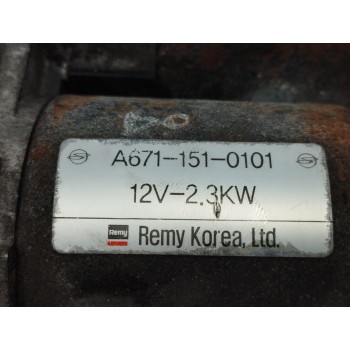 A671-151-0101
12V-2.3KW
Remy Remy Korea, Ltd.